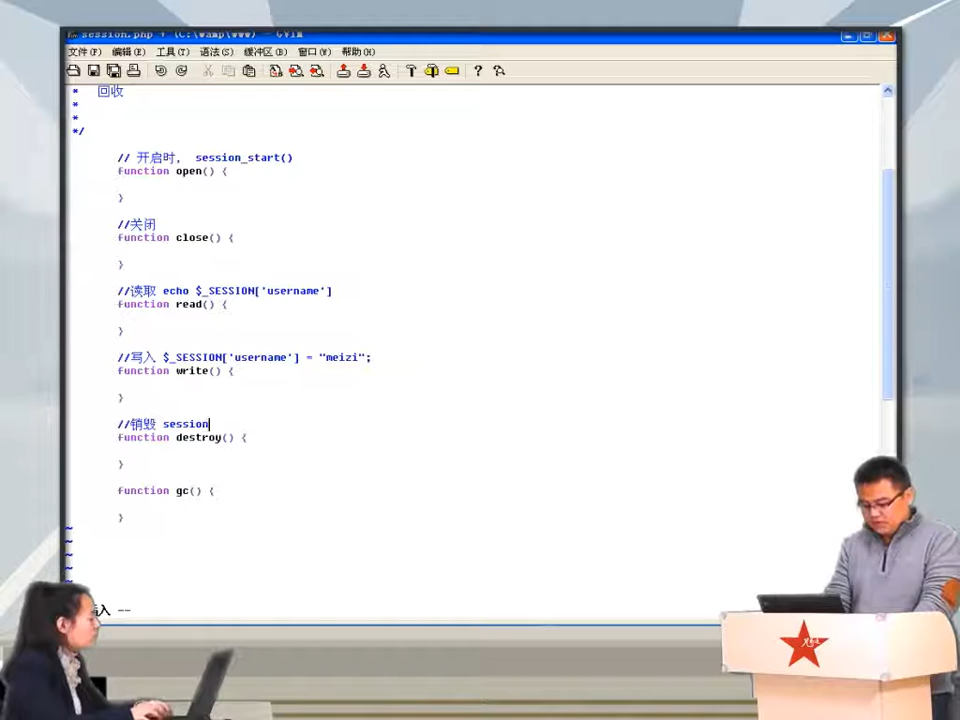 session.php + (C:\wamp\www) - GVIM
文件(F) 编辑(E) 工具(T) 语法(S) 缓冲区(B) 窗口(W) 帮助(H)
* 回收
*
*
*/
// 开启时， session_start()
function open() {
}
//关闭
function close() {
}
//读取 echo $_SESSION['username']
function read() {
}
//写入 $_SESSION['username'] = "meizi";
function write() {
}
//销毁 session
function destroy() {
}
function gc() {
}
~
~
~
~
~
插入 --